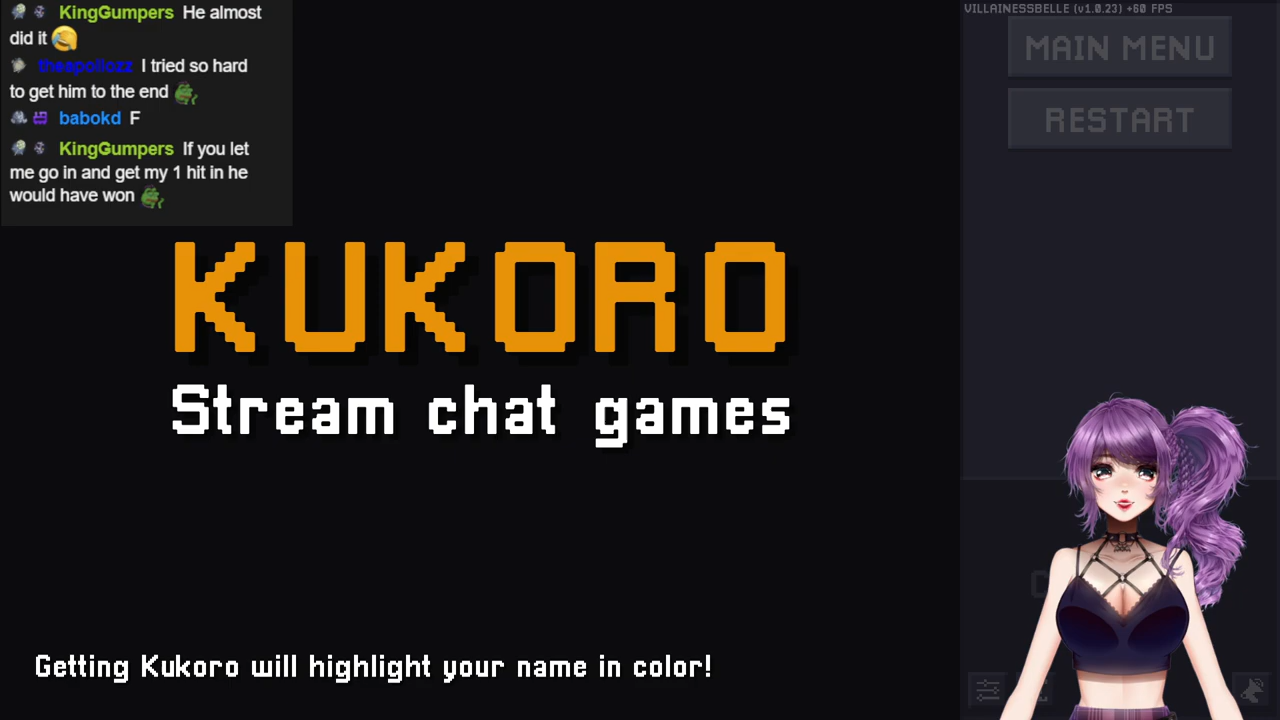 KingGumpers He almost
did it
theapollozz I tried so hard
to get him to the end
babokd F
KingGumpers If you let
me go in and get my 1 hit in he
would have won
VILLAINESSBELLE (v1.0.23) +60 FPS
MAIN MENU
RESTART
KUKORO
Stream chat games
Getting Kukoro will highlight your name in color!